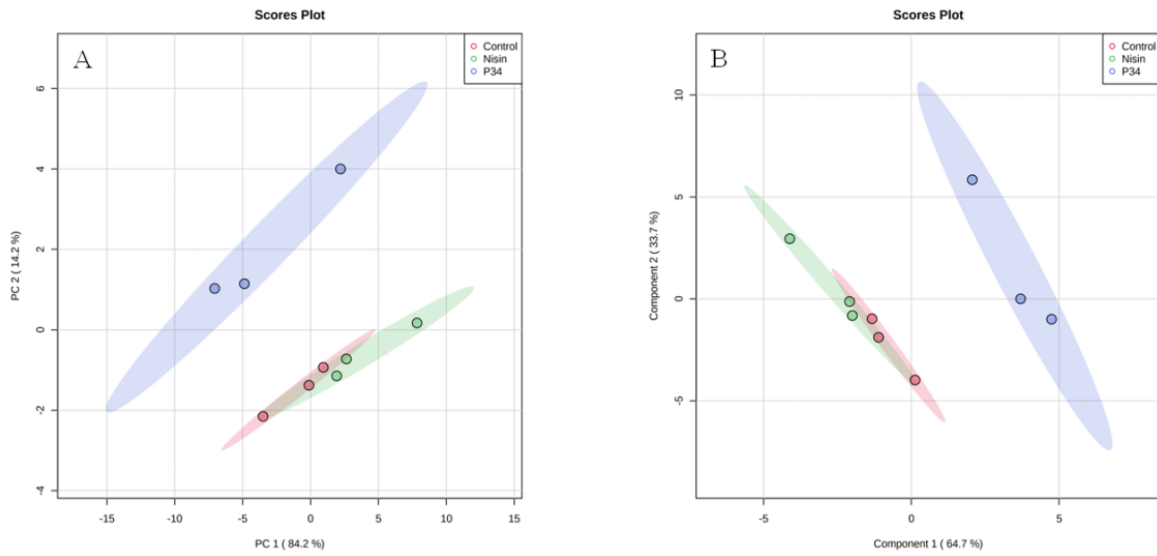 Scores Plot
A
Control
Nisin
P34
6
4
2
0
-2
-4
PC 2 ( 14.2 %)
-15
-10
-5
0
5
10
15
PC 1 ( 84.2 %)
Scores Plot
B
Control
Nisin
P34
10
5
0
-5
Component 2 ( 33.7 %)
-5
0
5
Component 1 ( 64.7 %)